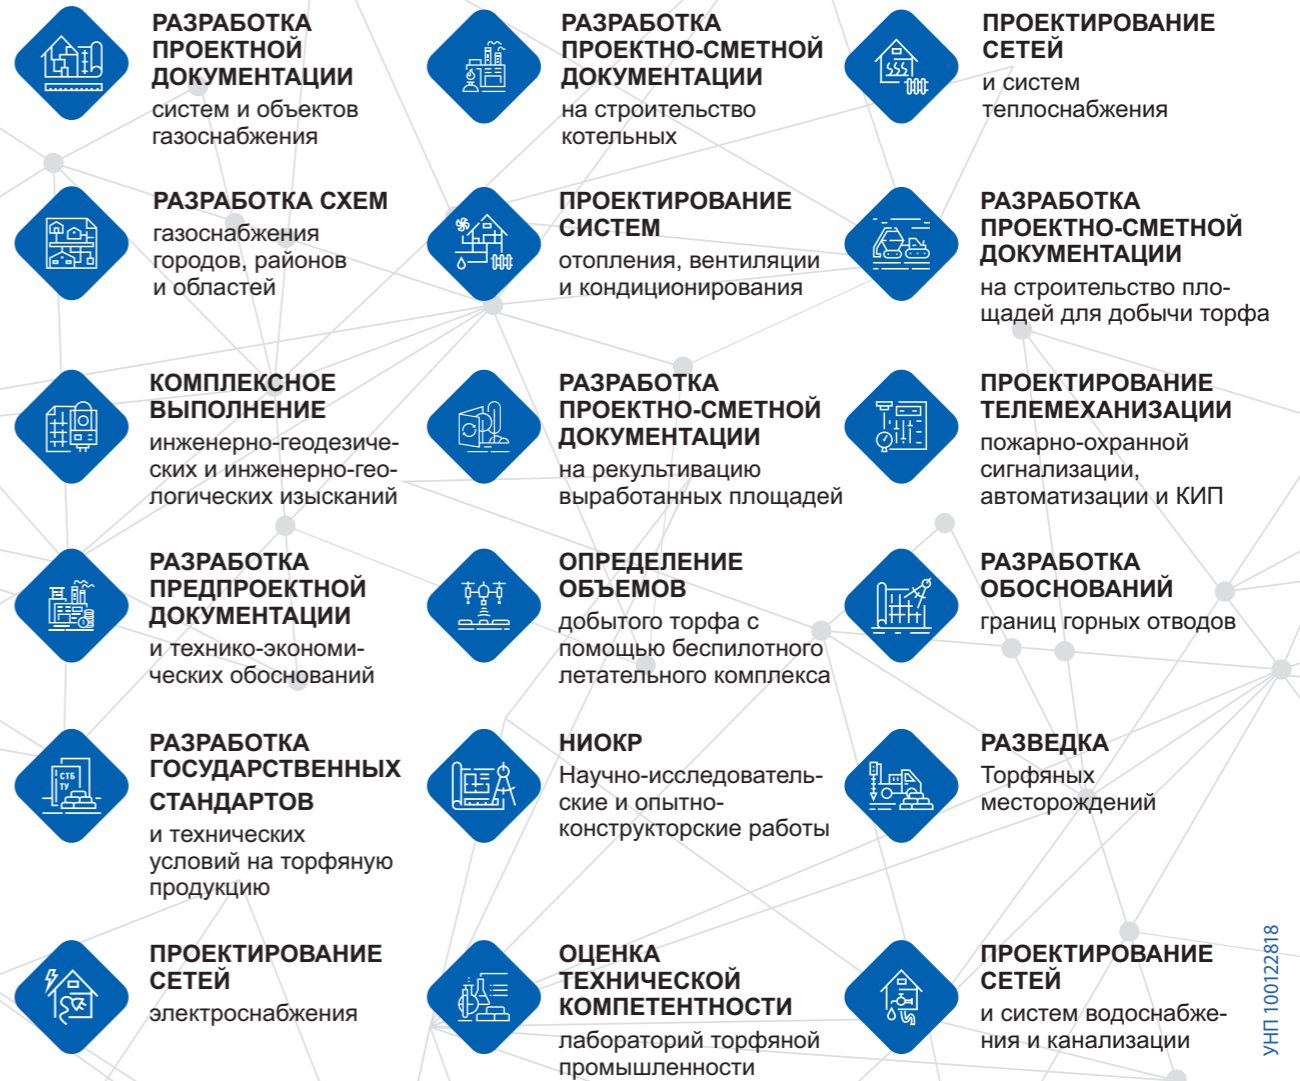 РАЗРАБОТКА
ПРОЕКТНОЙ
ДОКУМЕНТАЦИИ
систем и объектов
газоснабжения
РАЗРАБОТКА
ПРОЕКТНО-СМЕТНОЙ
ДОКУМЕНТАЦИИ
на строительство
котельных
ПРОЕКТИРОВАНИЕ
СЕТЕЙ
и систем
теплоснабжения
РАЗРАБОТКА СХЕМ
газоснабжения
городов, районов
и областей
ПРОЕКТИРОВАНИЕ
СИСТЕМ
отопления, вентиляции
и кондиционирования
РАЗРАБОТКА
ПРОЕКТНО-СМЕТНОЙ
ДОКУМЕНТАЦИИ
на строительство пло-
щадей для добычи торфа
КОМПЛЕКСНОЕ
ВЫПОЛНЕНИЕ
инженерно-геодезиче-
ских и инженерно-гео-
логических изысканий
РАЗРАБОТКА
ПРОЕКТНО-СМЕТНОЙ
ДОКУМЕНТАЦИИ
на рекультивацию
выработанных площадей
ПРОЕКТИРОВАНИЕ
ТЕЛЕМЕХАНИЗАЦИИ
пожарно-охранной
сигнализации,
автоматизации и КИП
РАЗРАБОТКА
ПРЕДПРОЕКТНОЙ
ДОКУМЕНТАЦИИ
и технико-экономи-
ческих обоснований
ОПРЕДЕЛЕНИЕ
ОБЪЕМОВ
добытого торфа с
помощью беспилотного
летательного комплекса
РАЗРАБОТКА
ОБОСНОВАНИЙ
границ горных отводов
СТБ
ТУ
РАЗРАБОТКА
ГОСУДАРСТВЕННЫХ
СТАНДАРТОВ
и технических
условий на торфяную
продукцию
НИОКР
Научно-исследователь-
ские и опытно-
конструкторские работы
РАЗВЕДКА
Торфяных
месторождений
ПРОЕКТИРОВАНИЕ
СЕТЕЙ
электроснабжения
ОЦЕНКА
ТЕХНИЧЕСКОЙ
КОМПЕТЕНТНОСТИ
лабораторий торфяной
промышленности
ПРОЕКТИРОВАНИЕ
СЕТЕЙ
и систем водоснабже-
ния и канализации
УНП 100122818